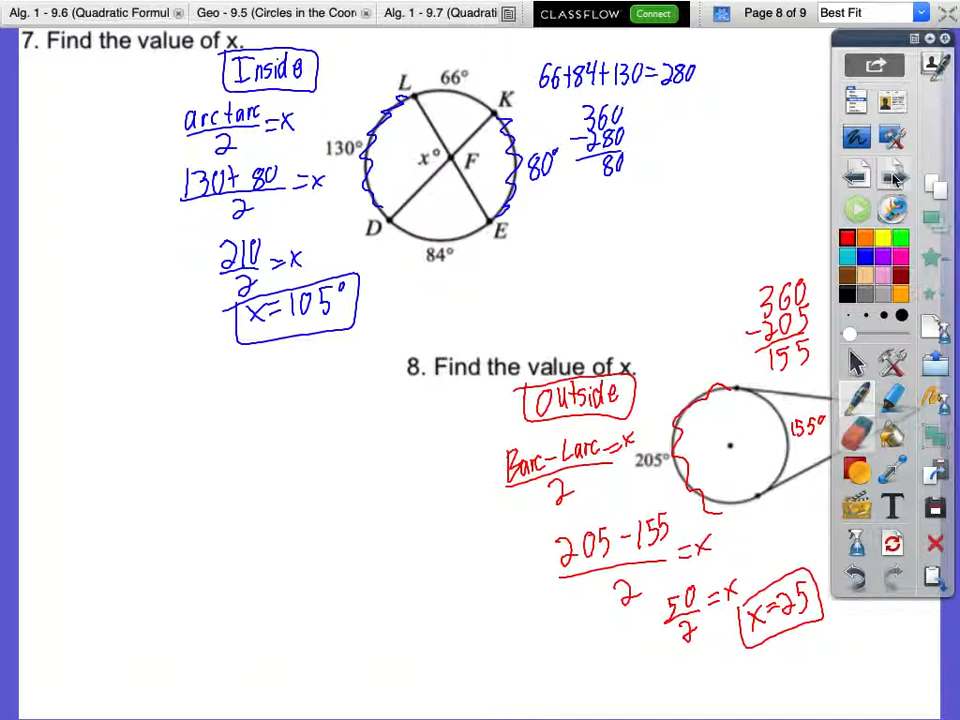 Alg. 1 - 9.6 (Quadratic Formul
Geo - 9.5 (Circles in the Coor
Alg. 1 - 9.7 (Quadrati
CLASSFLOW
Connect
Page 8 of 9
Best Fit
7. Find the value of x.
Inside
arc+arc
2
=x
130+80
2
=x
210
2
=x
x=105°
L
66°
K
130°
x°
F
80°
D
E
84°
66+84+130=280
360
-280
80
8. Find the value of x.
Outside
Barc-Larc
2
=x
205-155
2
=x
50
2
=x
x=25
360
-205
155
205°
155°
T